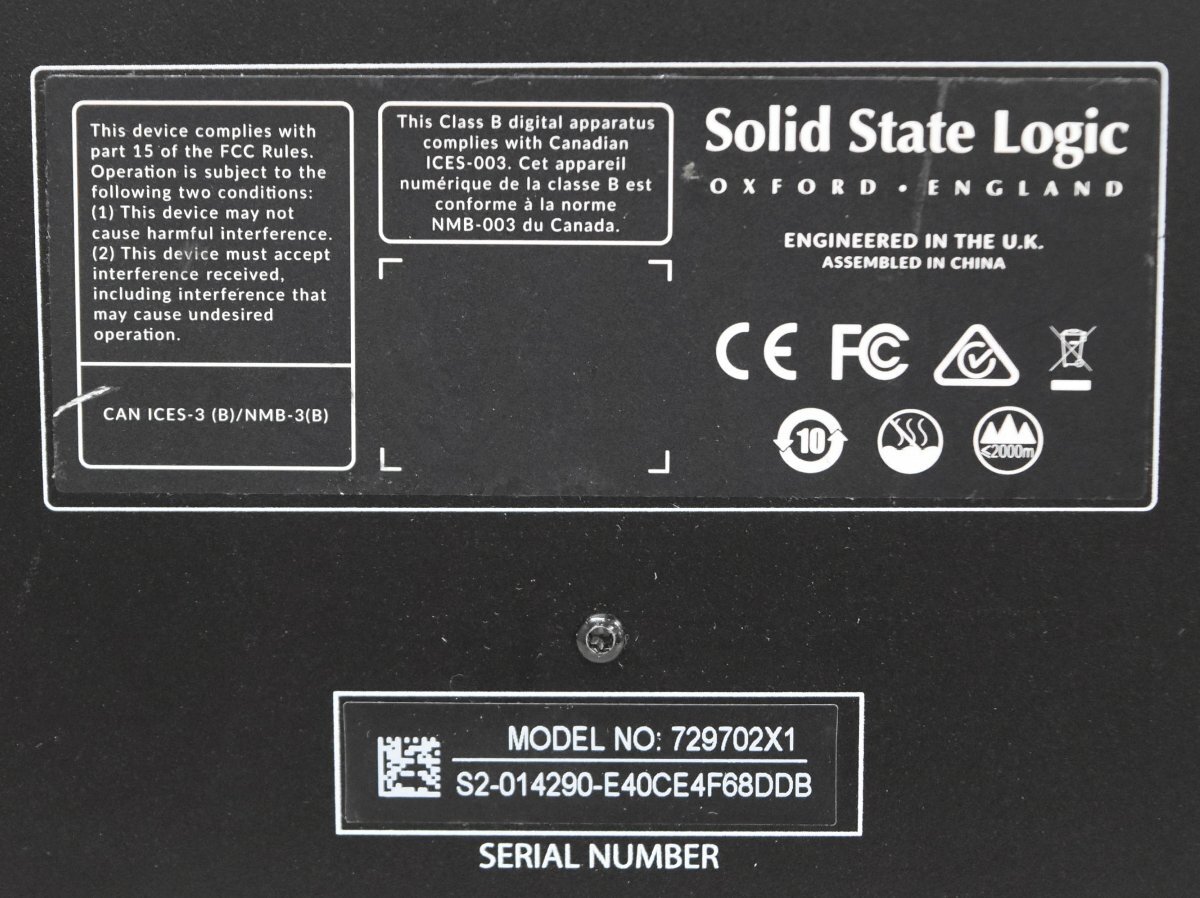 This device complies with
part 15 of the FCC Rules.
Operation is subject to the
following two conditions:
(1) This device may not
cause harmful interference.
(2) This device must accept
interference received,
including interference that
may cause undesired
operation.
CAN ICES-3 (B)/NMB-3(B)
This Class B digital apparatus
complies with Canadian
ICES-003. Cet appareil
numérique de la classe B est
conforme à la norme
NMB-003 du Canada.
Solid State Logic
OXFORD • ENGLAND
ENGINEERED IN THE U.K.
ASSEMBLED IN CHINA
CE FC
10 ≤2000m
MODEL NO: 729702X1
S2-014290-E40CE4F68DDB
SERIAL NUMBER